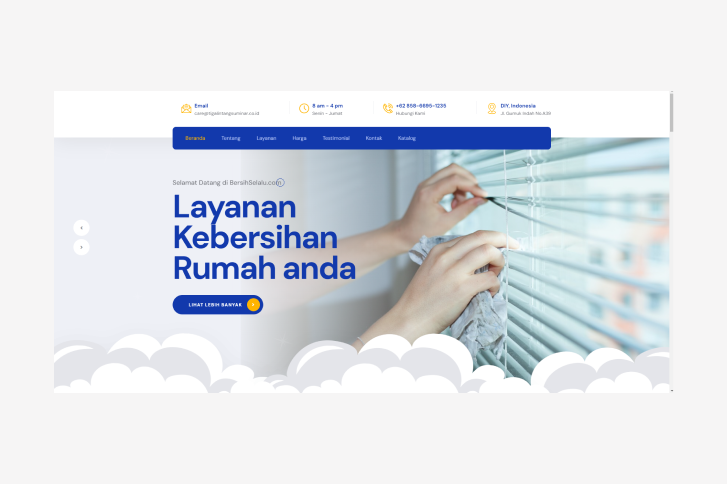 Email
8 am - 4 pm
+62 858-6695-1235
DIY, Indonesia
Senin - Jumat
Hubungi Kami
Beranda
Tentang
Layanan
Harga
Testimonial
Kontak
Katalog
Selamat Datang di BersihSelalu.com
Layanan
Kebersihan
Rumah anda
LIHAT LEBIH BANYAK